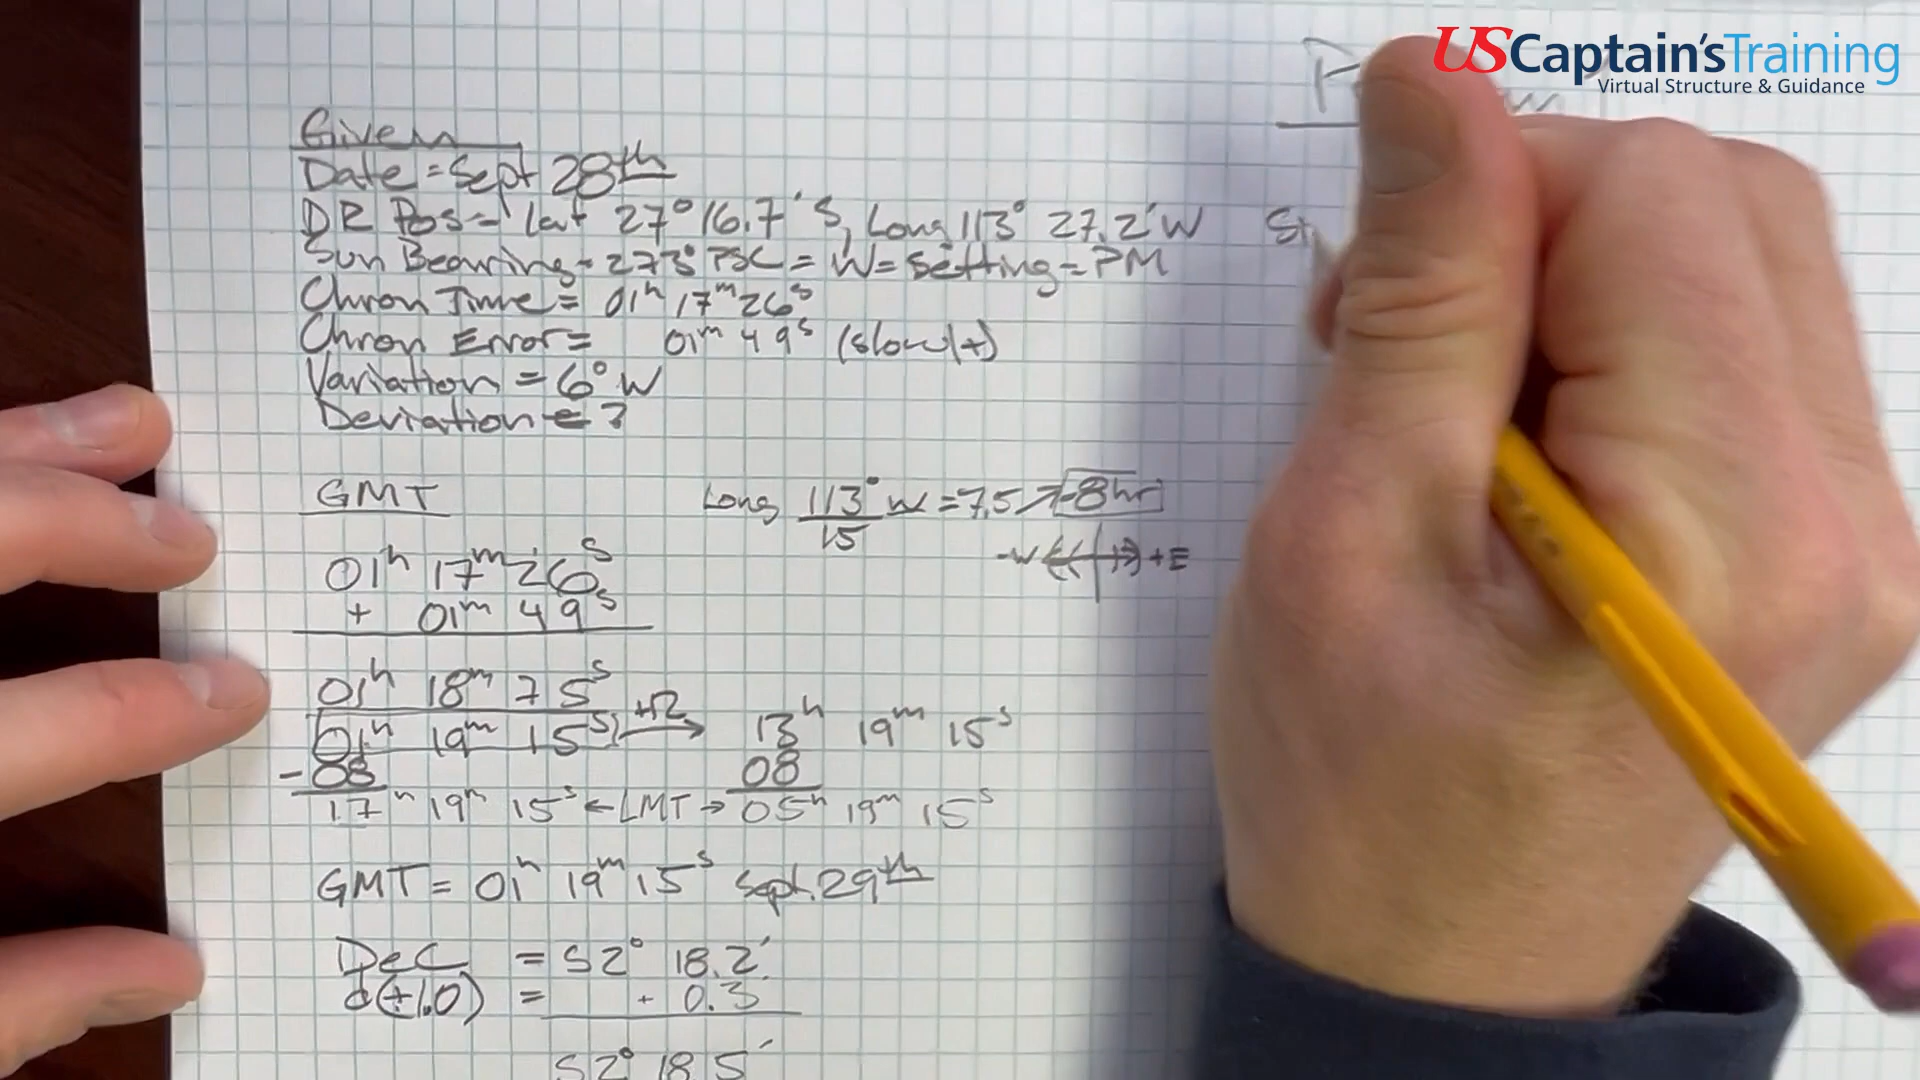 USCaptain'sTraining
Virtual Structure & Guidance
Given
Date = Sept 28th
DR Pos = Lat 27° 16.7' S, Long 113° 27.2' W
Sun Bearing = 273° PSC = W = Setting = PM
Chron Time = 01h 17m 26s
Chron Error = 01m 49s (slow/+)
Variation = 6° W
Deviation = ?
GMT
Long 113° W = 7.5 → -8hr
15
-W +E
01h 17m 26s
+ 01m 49s
01h 18m 75s
01h 19m 15s +12 → 13h 19m 15s
-08 08
17h 19m 15s ← LMT → 05h 19m 15s
GMT = 01h 19m 15s Sept. 29th
Dec = S2° 18.2'
d(+1.0) = + 0.3
S2° 18.5'